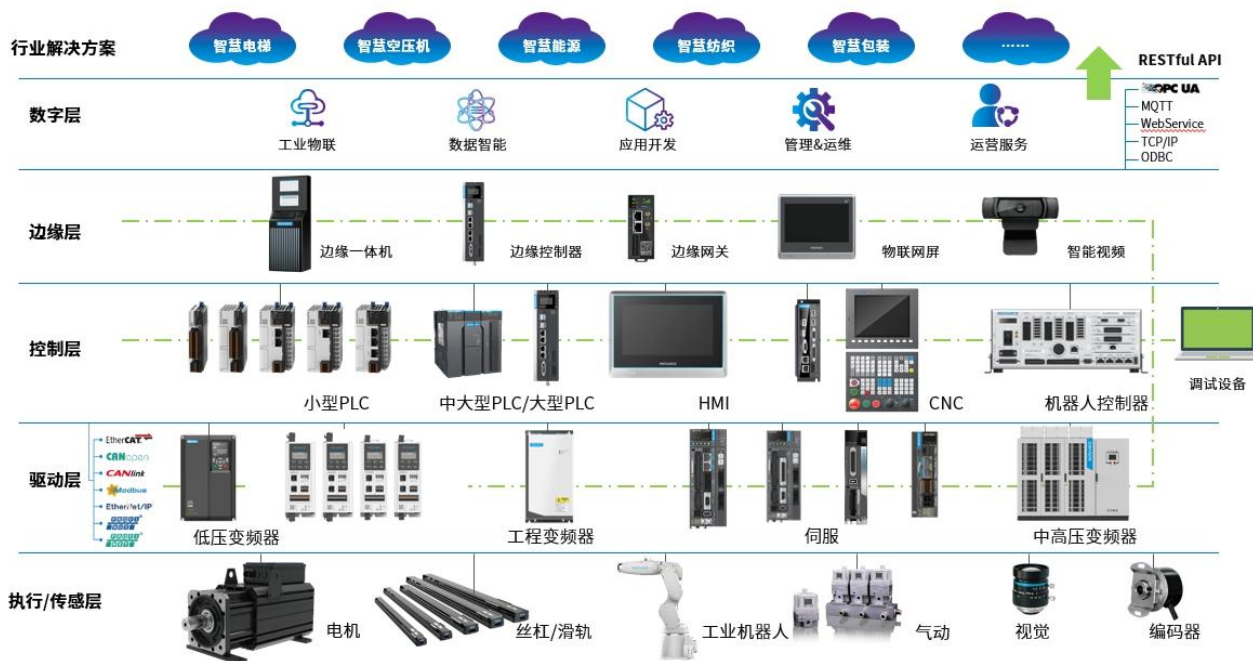 行业解决方案
智慧电梯
智慧空压机
智慧能源
智慧纺织
智慧包装
……
RESTful API
数字层
工业物联
数据智能
应用开发
管理&运维
运营服务
OPC UA
MQTT
WebService
TCP/IP
ODBC
边缘层
边缘一体机
边缘控制器
边缘网关
物联网屏
智能视频
控制层
小型PLC
中大型PLC/大型PLC
HMI
CNC
机器人控制器
调试设备
驱动层
EtherCAT
CANopen
CANlink
Modbus
EtherNet/IP
低压变频器
工程变频器
伺服
中高压变频器
执行/传感层
电机
丝杠/滑轨
工业机器人
气动
视觉
编码器